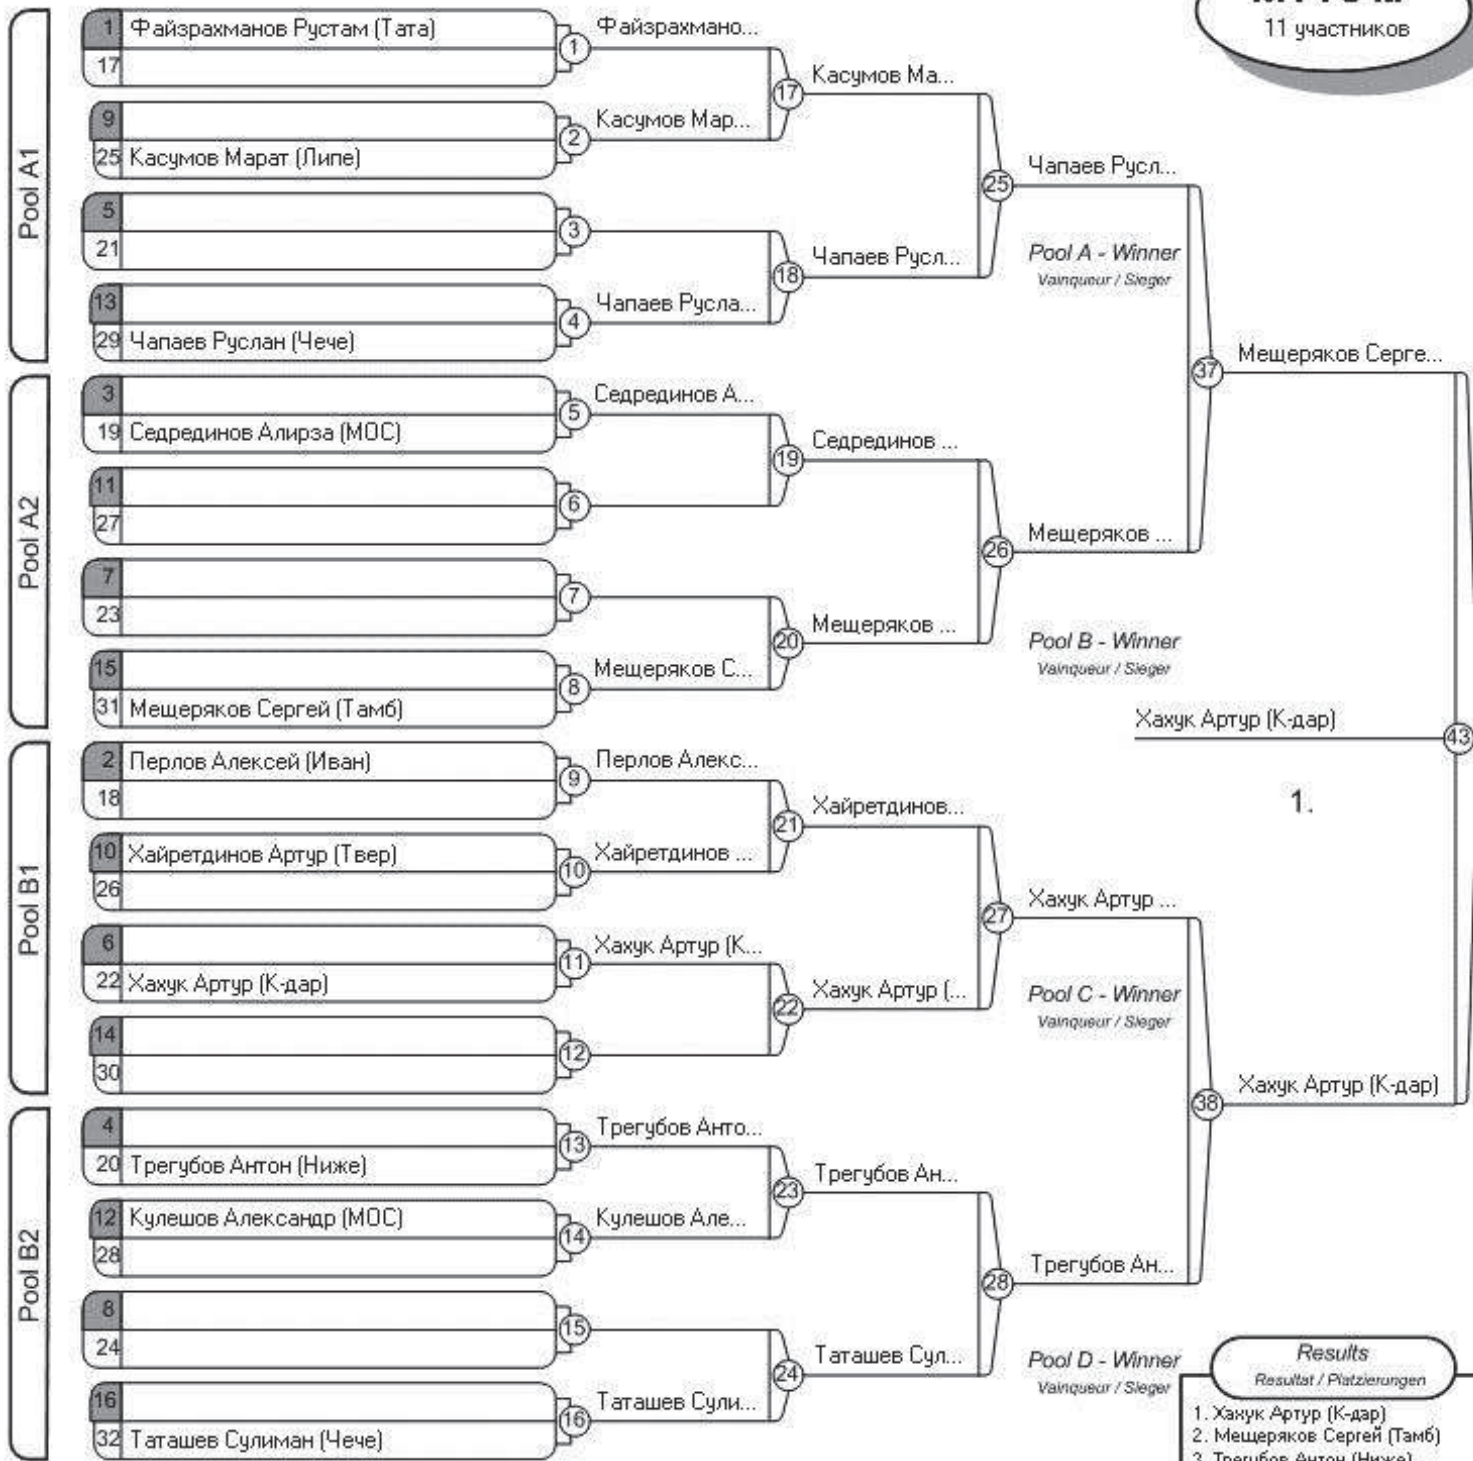 11 участников
Pool A1
1 Файзрахманов Рустам (Тата)
17
1
Файзрахмано...
9
25 Касумов Марат (Липе)
2
Касумов Мар...
17
Касумов Ма...
5
21
3
13
29 Чапаев Руслан (Чече)
4
Чапаев Русла...
18
Чапаев Русл...
25
Чапаев Русл...
Pool A - Winner
Vainqueur / Sieger
Pool A2
3
19 Седрединов Алирза (МОС)
5
Седрединов А...
11
27
6
19
Седрединов ...
7
23
7
15
31 Мещеряков Сергей (Тамб)
8
Мещеряков С...
20
Мещеряков ...
26
Мещеряков ...
Pool B - Winner
Vainqueur / Sieger
37
Мещеряков Серге...
Pool B1
2 Перлов Алексей (Иван)
18
9
Перлов Алекс...
10 Хайретдинов Артур (Твер)
26
10
Хайретдинов ...
21
Хайретдинов...
6
22 Хахук Артур (К-дар)
11
Хахук Артур (К...
14
30
12
22
Хахук Артур (...
27
Хахук Артур ...
Pool C - Winner
Vainqueur / Sieger
Pool B2
4
20 Трегубов Антон (Ниже)
13
Трегубов Анто...
12 Кулешов Александр (МОС)
28
14
Кулешов Але...
23
Трегубов Ан...
8
24
15
16
32 Таташев Сулиман (Чече)
16
Таташев Сули...
24
Таташев Сул...
28
Трегубов Ан...
Pool D - Winner
Vainqueur / Sieger
38
Хахук Артур (К-дар)
Хахук Артур (К-дар)
43
1.
Results
Resultat / Platzierungen
1. Хахук Артур (К-дар)
2. Мещеряков Сергей (Тамб)
3. Трегубов Антон (Ниже)